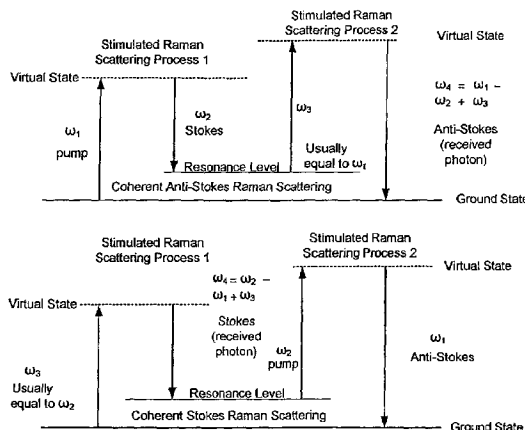 Stimulated Raman
Scattering Process 1
Stimulated Raman
Scattering Process 2
Virtual State
Virtual State
ω1
pump
ω2
Stokes
ω3
Usually
equal to ω1
ω4 = ω1 –
ω2 + ω3
Anti-Stokes
(received
photon)
Resonance Level
Coherent Anti-Stokes Raman Scattering
Ground State
Stimulated Raman
Scattering Process 1
Stimulated Raman
Scattering Process 2
Virtual State
Virtual State
ω3
Usually
equal to ω2
ω4 = ω2 –
ω1 + ω3
Stokes
(received
photon)
ω2
pump
ω1
Anti-Stokes
Resonance Level
Coherent Stokes Raman Scattering
Ground State